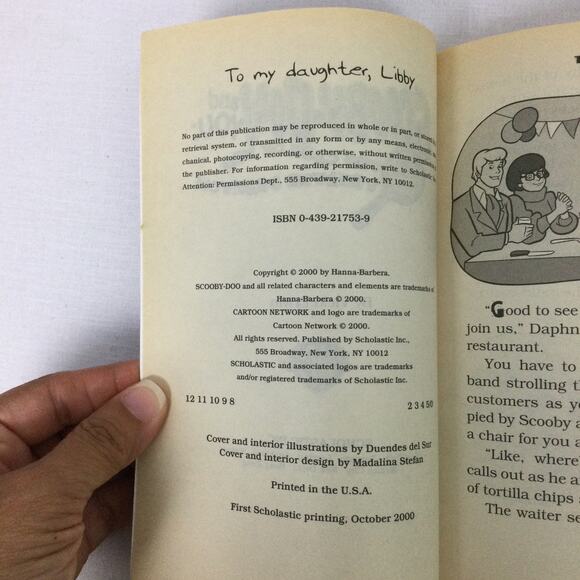 To my daughter, Libby
No part of this publication may be reproduced in whole or in part, or stored
retrieval system, or transmitted in any form or by any means, electronic,
chanical, photocopying, recording, or otherwise, without written permission
the publisher. For information regarding permission, write to Scholastic
Attention: Permissions Dept., 555 Broadway, New York, NY 10012.
ISBN 0-439-21753-9
Copyright © 2000 by Hanna-Barbera.
SCOOBY-DOO and all related characters and elements are trademarks of
Hanna-Barbera © 2000.
CARTOON NETWORK and logo are trademarks of
Cartoon Network © 2000.
All rights reserved. Published by Scholastic Inc.,
555 Broadway, New York, NY 10012
SCHOLASTIC and associated logos are trademarks
and/or registered trademarks of Scholastic Inc.
12 11 10 9 8 2 3 4 5 0
Cover and interior illustrations by Duendes del Sur
Cover and interior design by Madalina Stefan
Printed in the U.S.A.
First Scholastic printing, October 2000
"Good to see
join us," Daphn
restaurant.
You have to
band strolling th
customers as yo
pied by Scooby a
a chair for you a
"Like, where'
calls out as he a
of tortilla chips
The waiter se